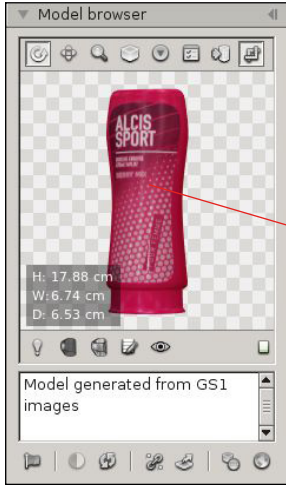 Model browser
ALCIS
SPORT
H: 17.88 cm
W: 6.74 cm
D: 6.53 cm
Model generated from GS1
images